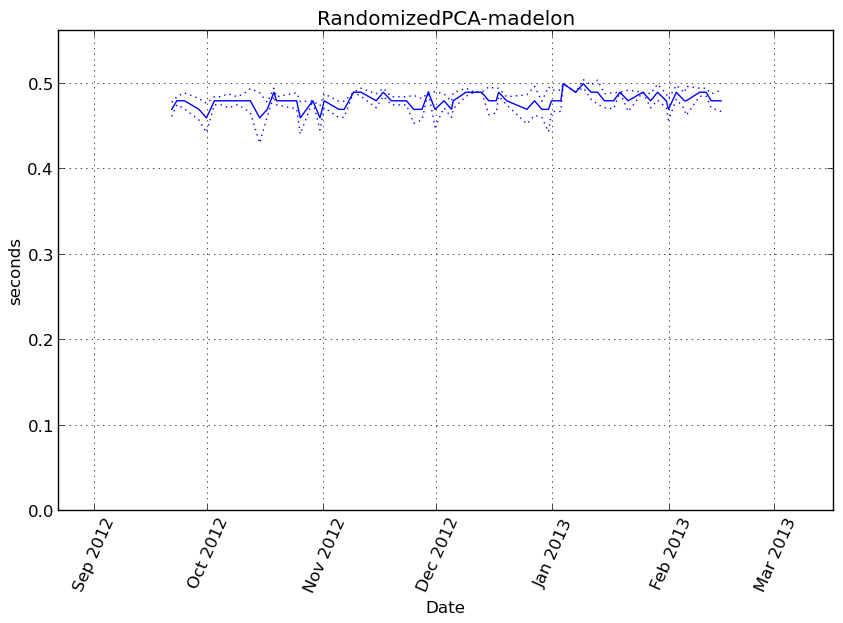 RandomizedPCA-madelon
0.5
0.4
0.3
0.2
0.1
0.0
seconds
Sep 2012
Oct 2012
Nov 2012
Dec 2012
Jan 2013
Feb 2013
Mar 2013
Date